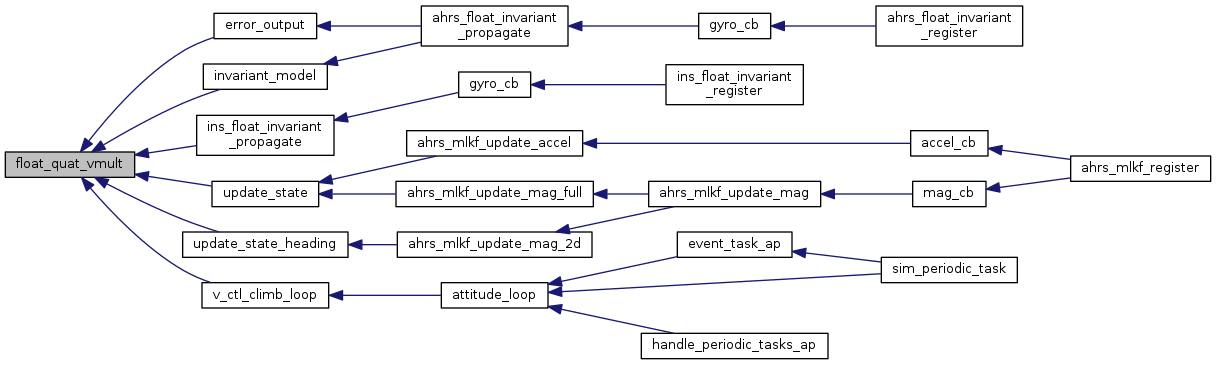 error_output
ahrs_float_invariant
_propagate
gyro_cb
ahrs_float_invariant
_register
invariant_model
gyro_cb
ins_float_invariant
_register
ins_float_invariant
_propagate
float_quat_vmult
ahrs_mlkf_update_accel
accel_cb
ahrs_mlkf_register
update_state
ahrs_mlkf_update_mag_full
ahrs_mlkf_update_mag
mag_cb
update_state_heading
ahrs_mlkf_update_mag_2d
event_task_ap
sim_periodic_task
v_ctl_climb_loop
attitude_loop
handle_periodic_tasks_ap